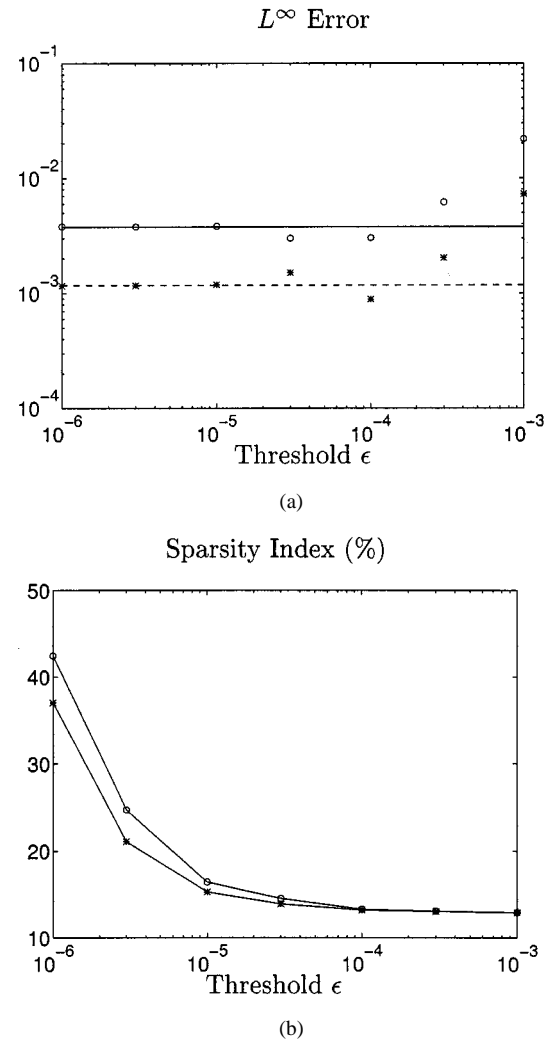 L^∞ Error
10^-1
10^-2
10^-3
10^-4
10^-6 10^-5 10^-4 10^-3
Threshold ϵ
(a)
Sparsity Index (%)
50
40
30
20
10
10^-6 10^-5 10^-4 10^-3
Threshold ϵ
(b)